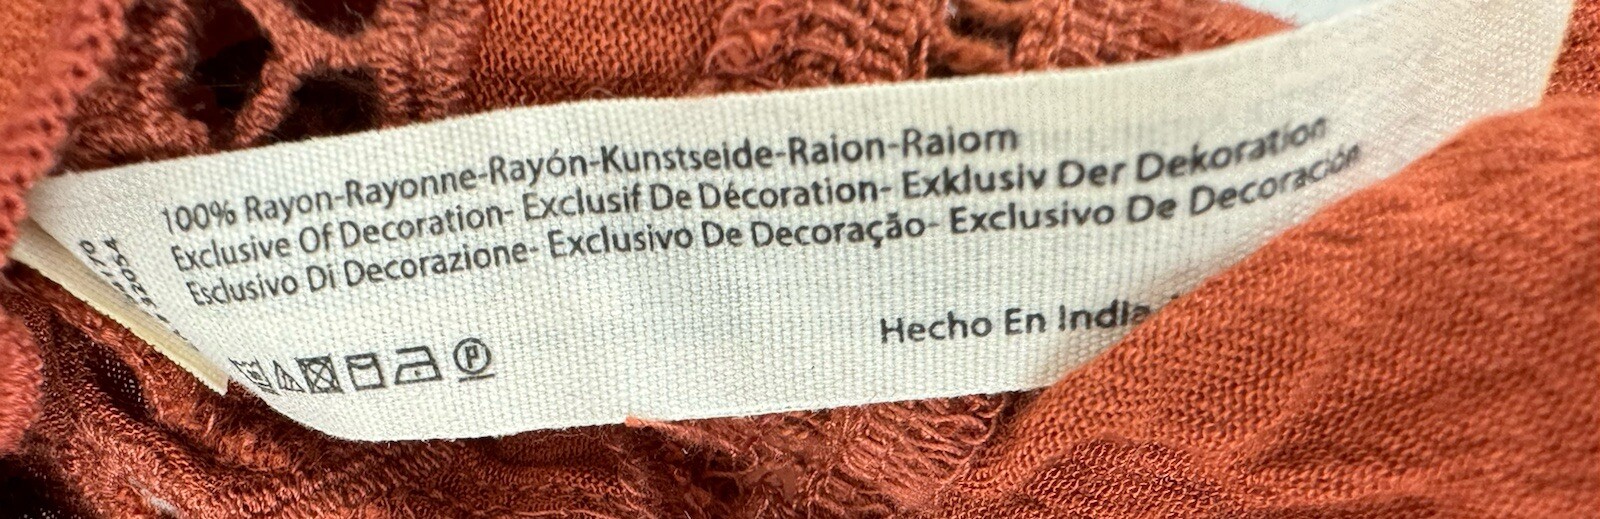 100% Rayon-Rayonne-Rayón-Kunstseide-Raion-Raiom
Exclusive Of Decoration- Exclusif De Décoration- Exklusiv Der Dekoration
Esclusivo Di Decorazione- Exclusivo De Decoração- Exclusivo De Decoración
Hecho En India